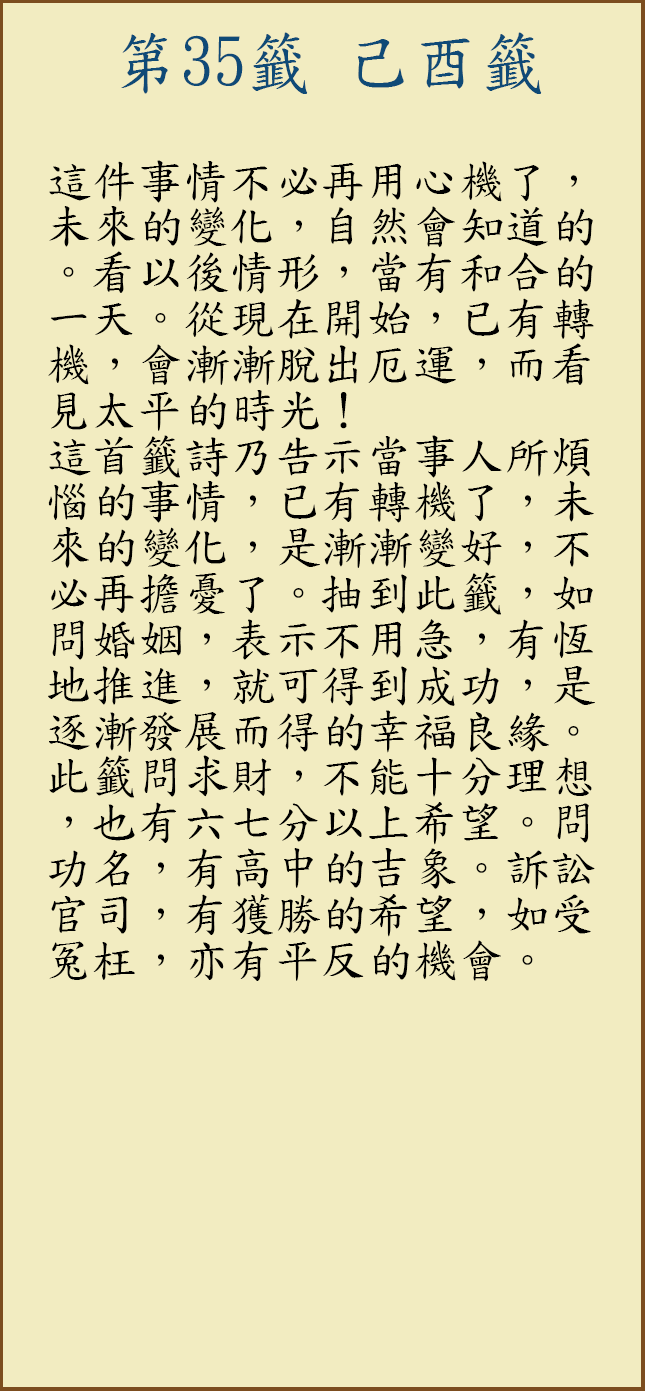 第35籤 己酉籤
這件事情不必再用心機了，
未來的變化，自然會知道的
。看以後情形，當有和合的
一天。從現在開始，已有轉
機，會漸漸脫出厄運，而看
見太平的時光！
這首籤詩乃告示當事人所煩
惱的事情，已有轉機了，未
來的變化，是漸漸變好，不
必再擔憂了。抽到此籤，如
問婚姻，表示不用急，有恆
地推進，就可得到成功，是
逐漸發展而得的幸福良緣。
此籤問求財，不能十分理想
，也有六七分以上希望。問
功名，有高中的吉象。訴訟
官司，有獲勝的希望，如受
冤枉，亦有平反的機會。